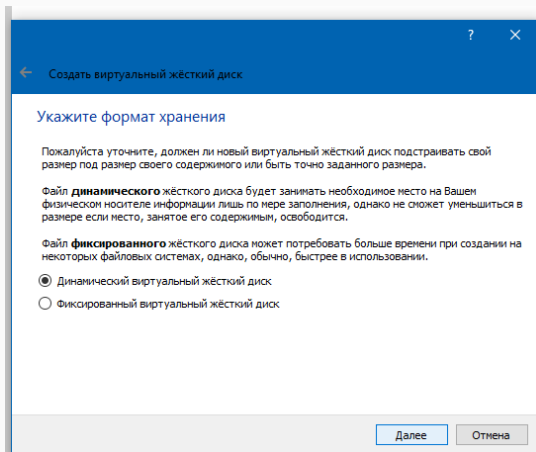 ?
Создать виртуальный жёсткий диск
Укажите формат хранения
Пожалуйста уточните, должен ли новый виртуальный жёсткий диск подстраивать свой
размер под размер своего содержимого или быть точно заданного размера.
Файл динамического жёсткого диска будет занимать необходимое место на Вашем
физическом носителе информации лишь по мере заполнения, однако не сможет уменьшиться в
размере если место, занятое его содержимым, освободится.
Файл фиксированного жёсткого диска может потребовать больше времени при создании на
некоторых файловых системах, однако, обычно, быстрее в использовании.
Динамический виртуальный жёсткий диск
Фиксированный виртуальный жёсткий диск
Далее Отмена